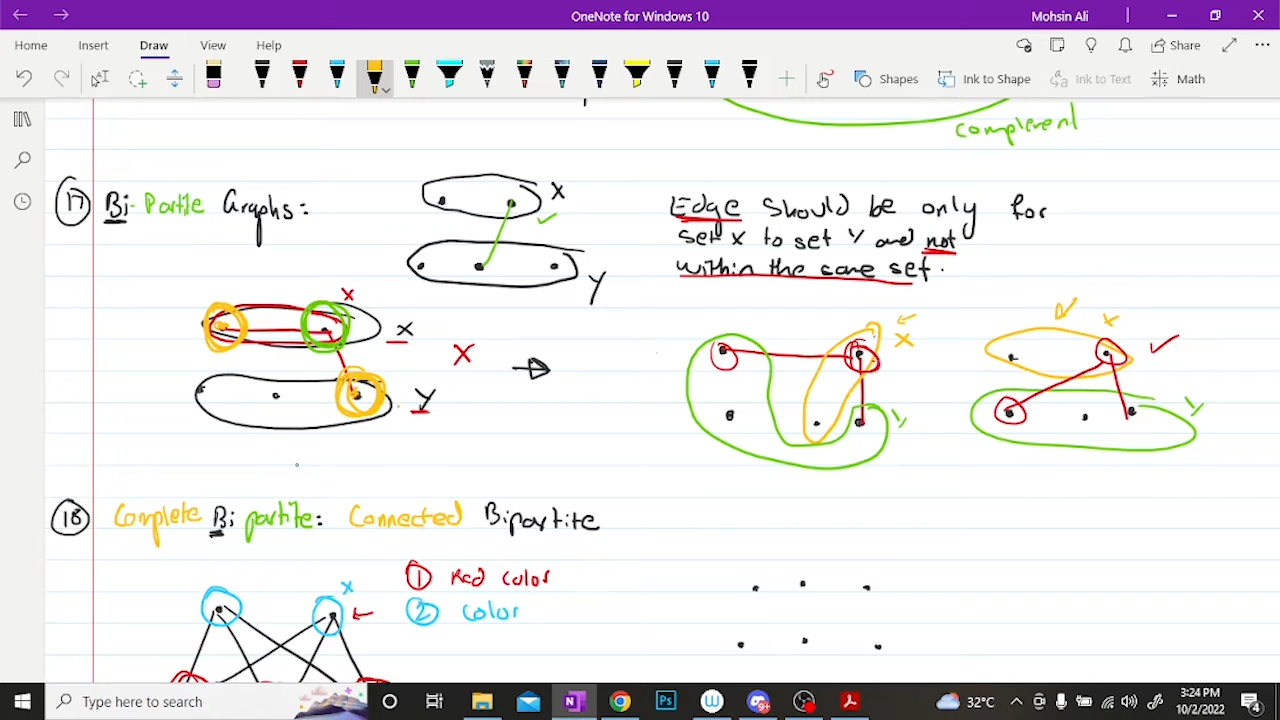 OneNote for Windows 10
Mohsin Ali
Home
Insert
Draw
View
Help
Share
Shapes
Ink to Shape
Ink to Text
Math
Complement
17 Bi-Partite Graphs:
X
Y
Edge should be only for
set X to set Y and not
within the same set.
x
X
Y
X
X
Y
x
Y
18 Complete Bi partite: Connected Bipartite
X
1 Red color
2 color
Type here to search
32°C
3:24 PM
10/2/2022
4